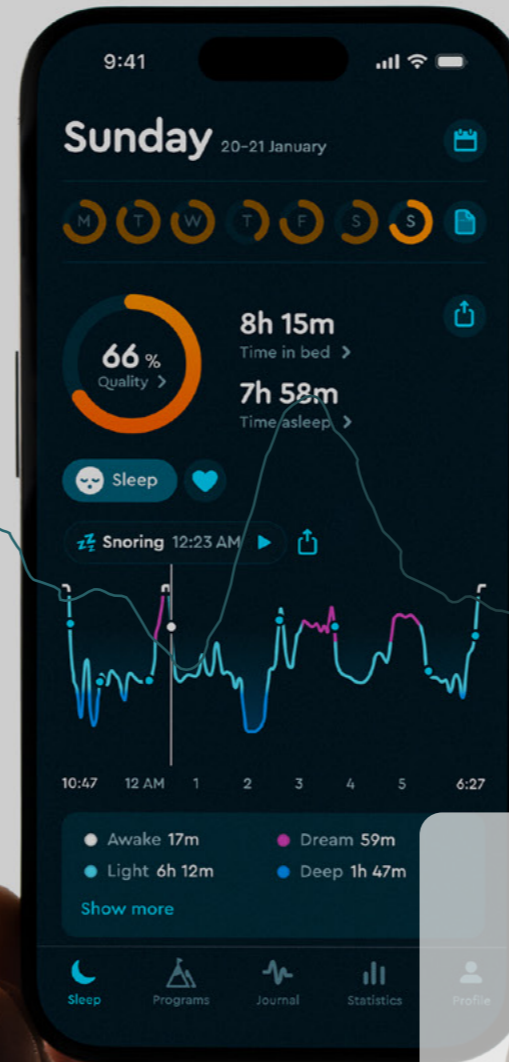 9:41
Sunday 20-21 January
M T W T F S S
66 %
Quality >
8h 15m
Time in bed >
7h 58m
Time asleep >
Sleep
zzz Snoring 12:23 AM
10:47 12 AM 1 2 3 4 5 6:27
Awake 17m Dream 59m
Light 6h 12m Deep 1h 47m
Show more
Sleep Programs Journal Statistics Profile